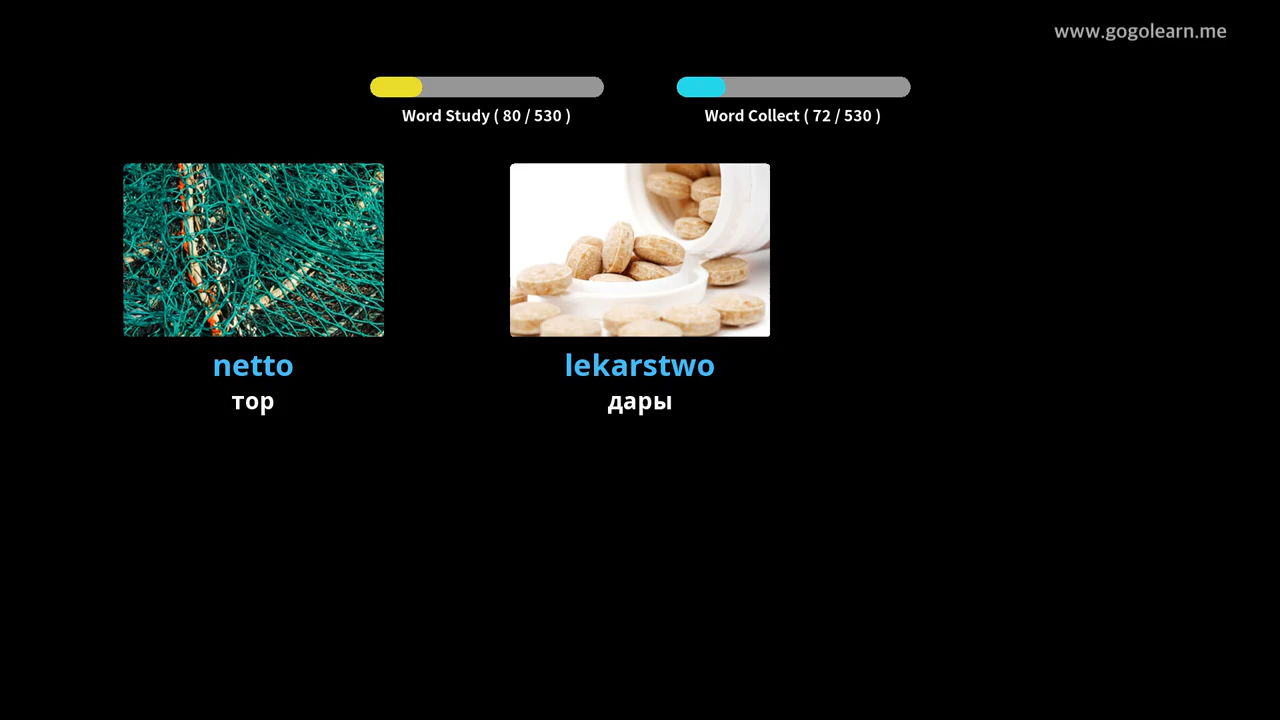 www.gogolearn.me
Word Study ( 80 / 530 )
Word Collect ( 72 / 530 )
netto
тор
lekarstwo
дары